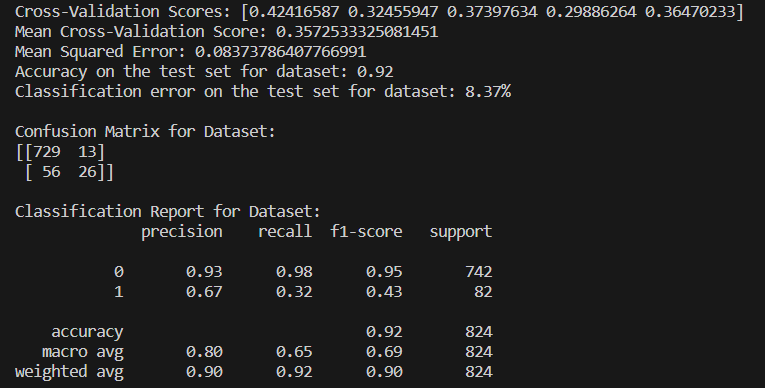 Cross-Validation Scores: [0.42416587 0.32455947 0.37397634 0.29886264 0.36470233]
Mean Cross-Validation Score: 0.3572533325081451
Mean Squared Error: 0.08373786407766991
Accuracy on the test set for dataset: 0.92
Classification error on the test set for dataset: 8.37%
Confusion Matrix for Dataset:
[[729 13]
[ 56 26]]
Classification Report for Dataset:
precision recall f1-score support
0 0.93 0.98 0.95 742
1 0.67 0.32 0.43 82
accuracy 0.92 824
macro avg 0.80 0.65 0.69 824
weighted avg 0.90 0.92 0.90 824